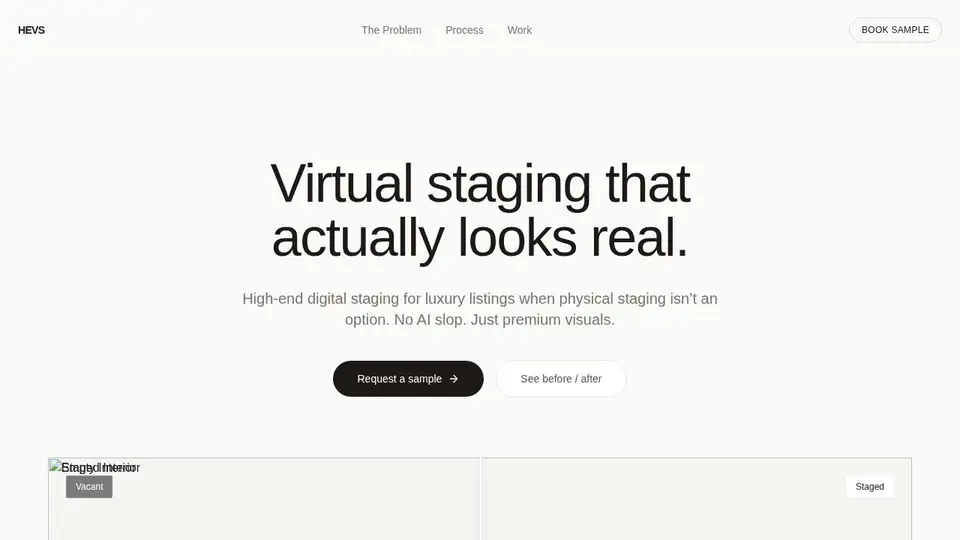 HEVS
The Problem
Process
Work
BOOK SAMPLE
Virtual staging that
actually looks real.
High-end digital staging for luxury listings when physical staging isn’t an
option. No AI slop. Just premium visuals.
Request a sample
See before / after
Interior
Vacant
Staged